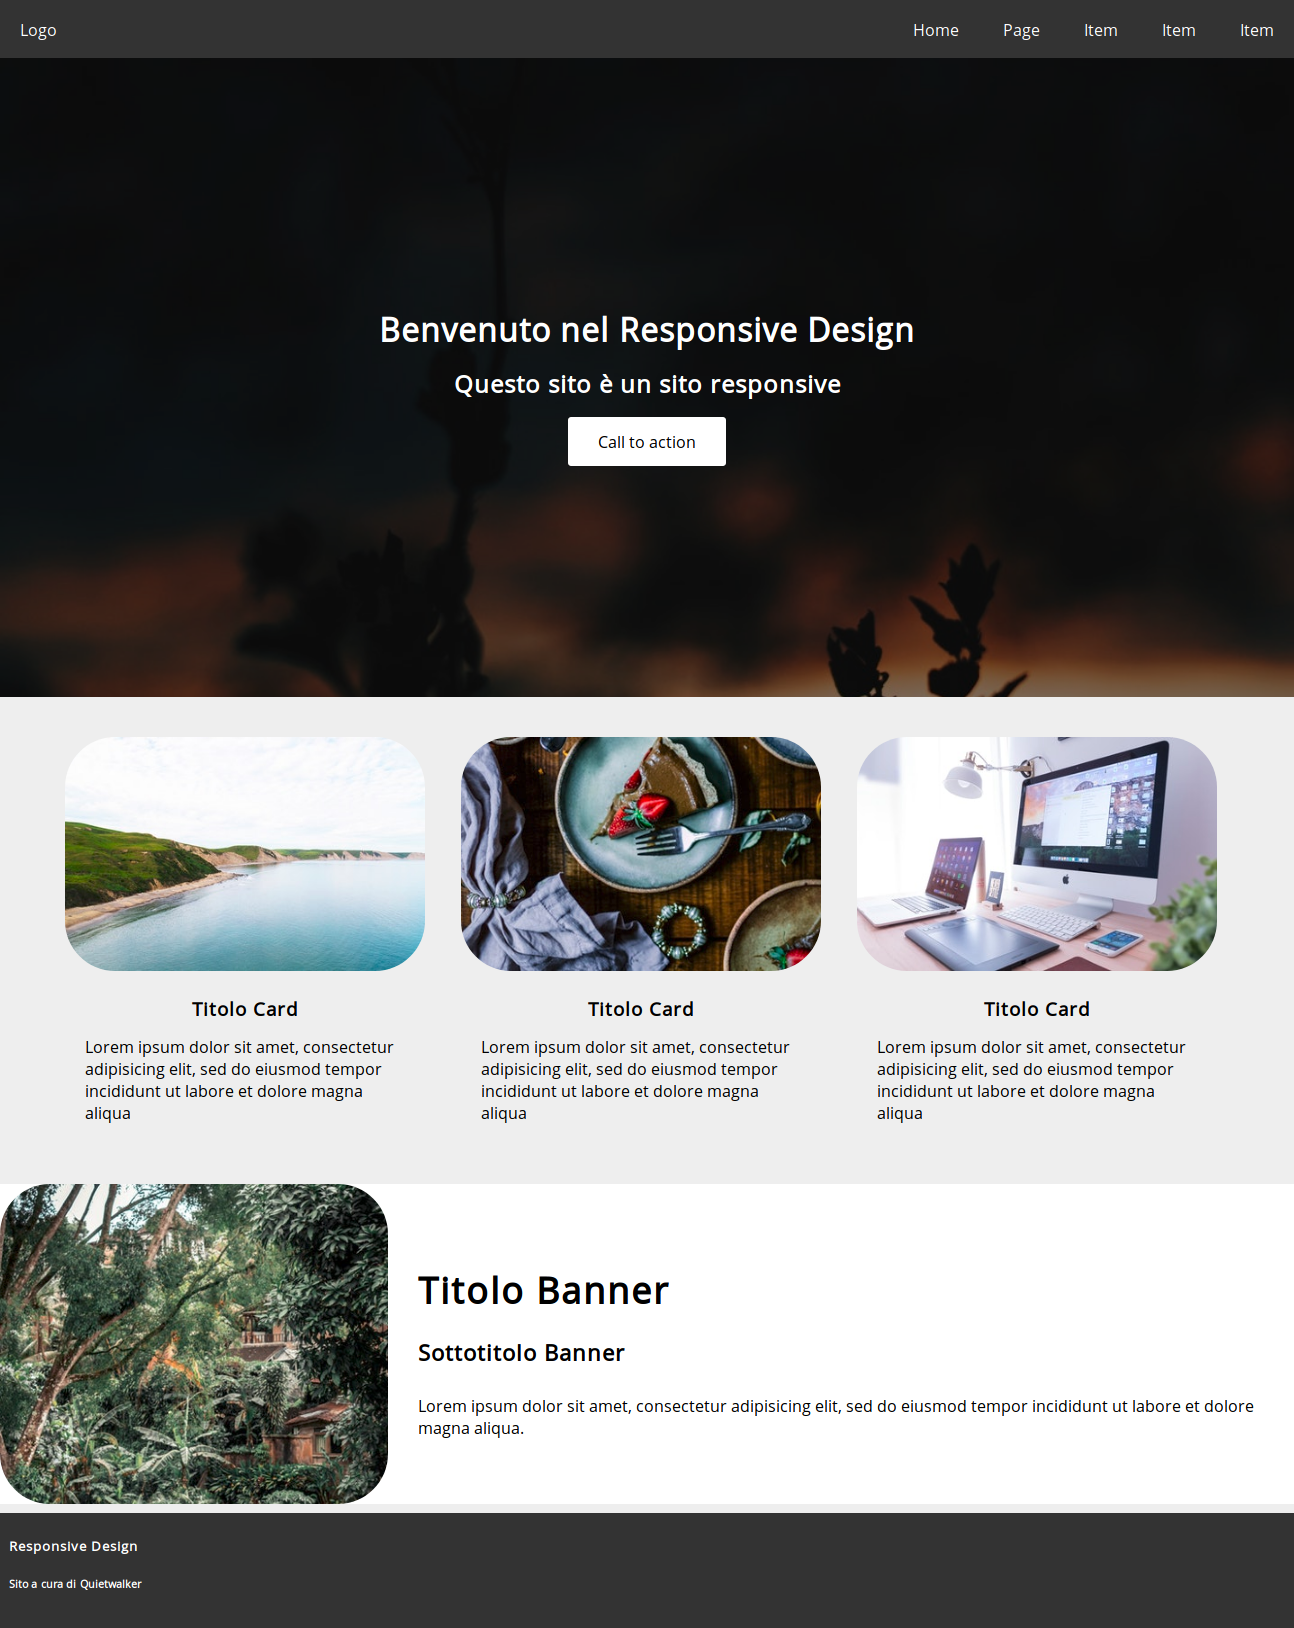 Logo
Home Page Item Item Item
Benvenuto nel Responsive Design
Questo sito è un sito responsive
Call to action
Titolo Card
Lorem ipsum dolor sit amet, consectetur
adipisicing elit, sed do eiusmod tempor
incididunt ut labore et dolore magna
aliqua
Titolo Card
Lorem ipsum dolor sit amet, consectetur
adipisicing elit, sed do eiusmod tempor
incididunt ut labore et dolore magna
aliqua
Titolo Card
Lorem ipsum dolor sit amet, consectetur
adipisicing elit, sed do eiusmod tempor
incididunt ut labore et dolore magna
aliqua
Titolo Banner
Sottotitolo Banner
Lorem ipsum dolor sit amet, consectetur adipisicing elit, sed do eiusmod tempor incididunt ut labore et dolore
magna aliqua.
Responsive Design
Sito a cura di Quietwalker